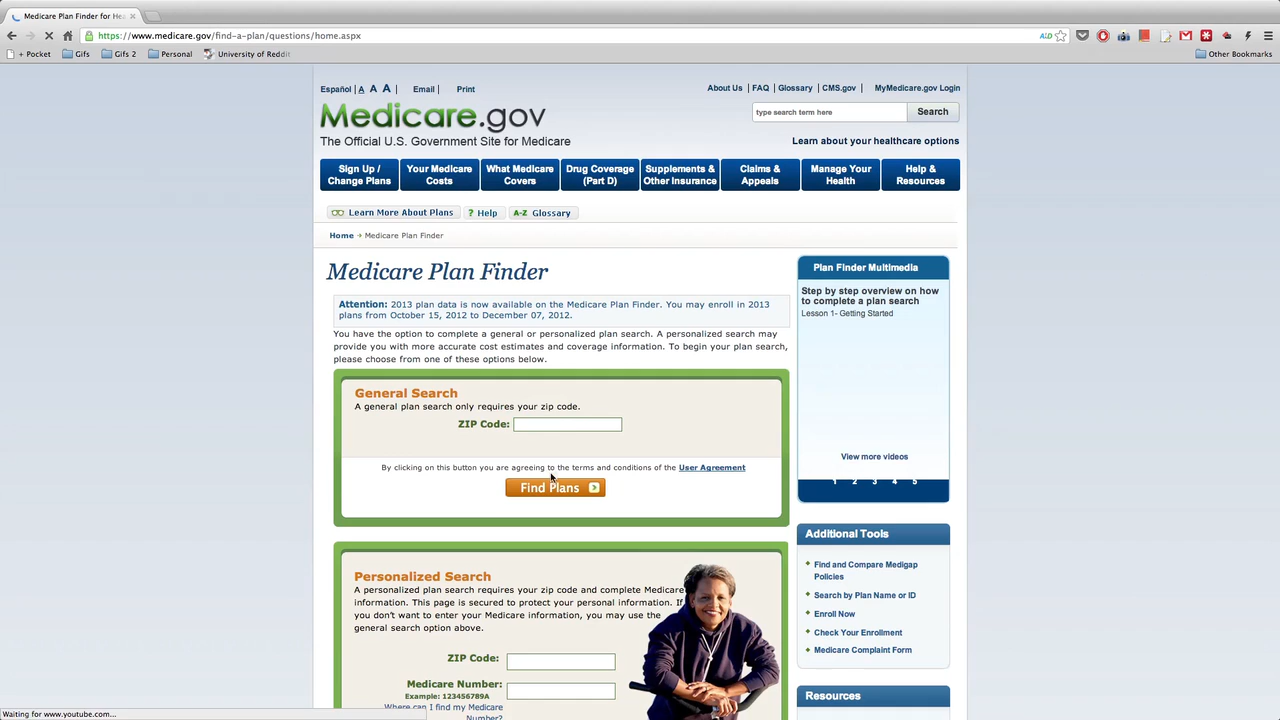 Medicare Plan Finder for Hea
https://www.medicare.gov/find-a-plan/questions/home.aspx
+ Pocket Gifs Gifs 2 Personal University of Reddit Other Bookmarks
Español A A A Email Print About Us FAQ Glossary CMS.gov MyMedicare.gov Login
Medicare.gov
type search term here Search
The Official U.S. Government Site for Medicare
Learn about your healthcare options
Sign Up / Change Plans
Your Medicare Costs
What Medicare Covers
Drug Coverage (Part D)
Supplements & Other Insurance
Claims & Appeals
Manage Your Health
Help & Resources
Learn More About Plans ? Help A-Z Glossary
Home → Medicare Plan Finder
Medicare Plan Finder
Attention: 2013 plan data is now available on the Medicare Plan Finder. You may enroll in 2013
plans from October 15, 2012 to December 07, 2012.
You have the option to complete a general or personalized plan search. A personalized search may
provide you with more accurate cost estimates and coverage information. To begin your plan search,
please choose from one of these options below.
General Search
A general plan search only requires your zip code.
ZIP Code:
By clicking on this button you are agreeing to the terms and conditions of the User Agreement
Find Plans
Personalized Search
A personalized plan search requires your zip code and complete Medicare
information. This page is secured to protect your personal information. If
you don't want to enter your Medicare information, you may use the
general search option above.
ZIP Code:
Medicare Number:
Example: 123456789A
Where can I find my Medicare
Number?
Plan Finder Multimedia
Step by step overview on how
to complete a plan search
Lesson 1- Getting Started
View more videos
1 2 3 4 5
Additional Tools
Find and Compare Medigap
Policies
Search by Plan Name or ID
Enroll Now
Check Your Enrollment
Medicare Complaint Form
Resources
Waiting for www.youtube.com...